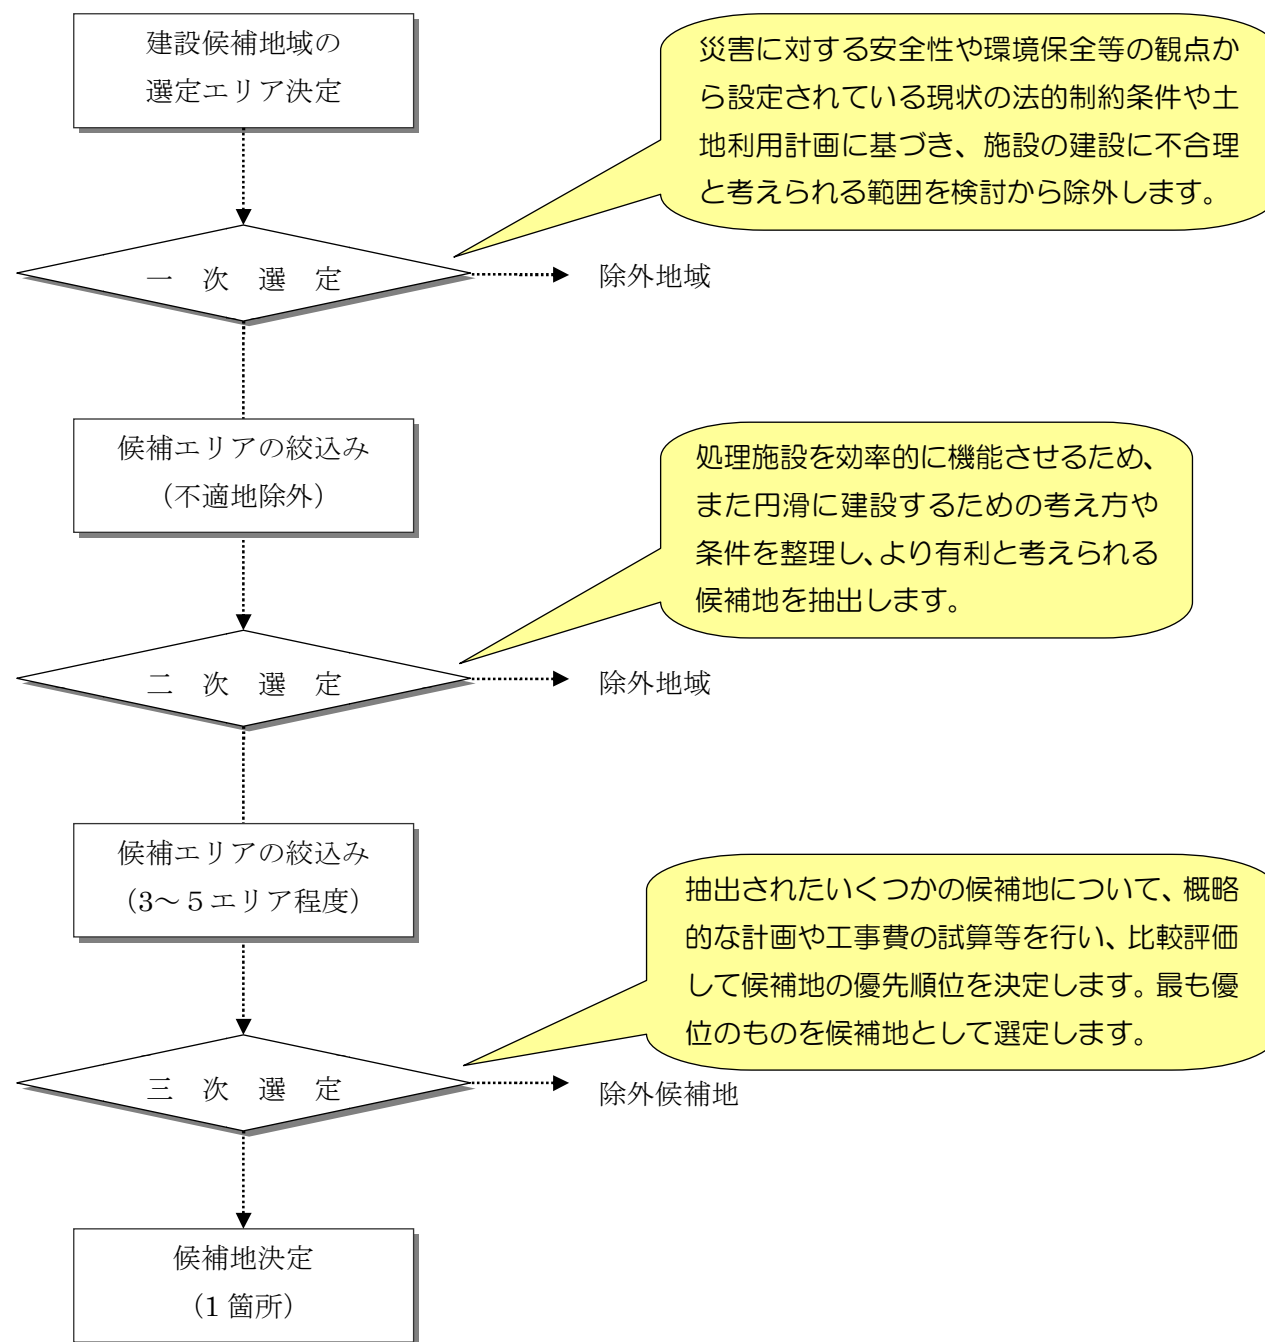 建設候補地域の
選定エリア決定
災害に対する安全性や環境保全等の観点か
ら設定されている現状の法的制約条件や土
地利用計画に基づき、施設の建設に不合理
と考えられる範囲を検討から除外します。
一 次 選 定
除外地域
候補エリアの絞込み
（不適地除外）
処理施設を効率的に機能させるため、
また円滑に建設するための考え方や
条件を整理し、より有利と考えられる
候補地を抽出します。
二 次 選 定
除外地域
候補エリアの絞込み
（3～５エリア程度）
抽出されたいくつかの候補地について、概略
的な計画や工事費の試算等を行い、比較評価
して候補地の優先順位を決定します。最も優
位のものを候補地として選定します。
三 次 選 定
除外候補地
候補地決定
（1 箇所）